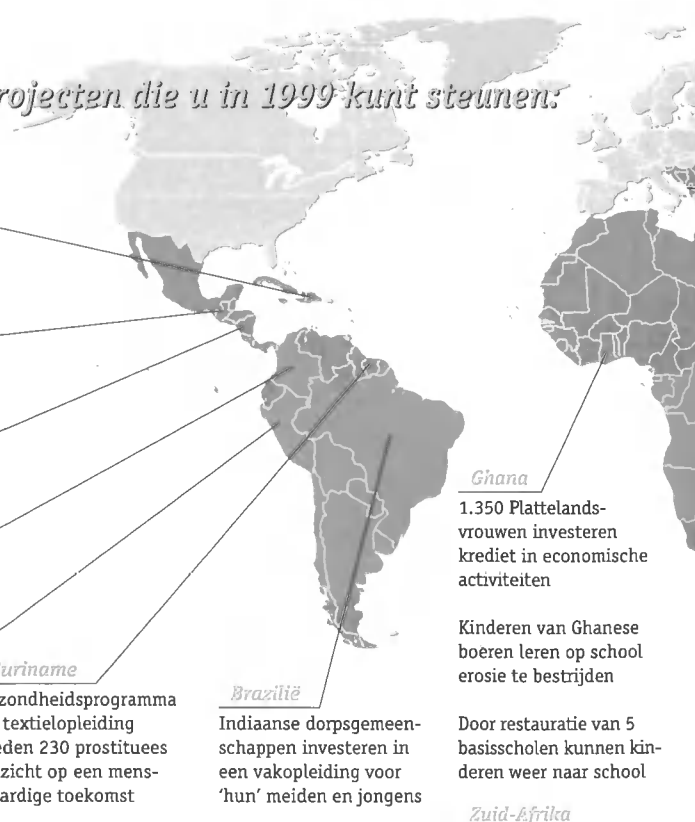 rojecten die u in 1999 kunt steunen:
Ghana
1.350 Plattelands-
vrouwen investeren
krediet in economische
activiteiten
Kinderen van Ghanese
boeren leren op school
erosie te bestrijden
Door restauratie van 5
basisscholen kunnen kin-
deren weer naar school
Zuid-Afrika
uriname
zondheidsprogramma
textielopleiding
eden 230 prostituees
zicht op een mens-
ardige toekomst
Brazilië
Indiaanse dorpsgemeen-
schappen investeren in
een vakopleiding voor
‘hun’ meiden en jongens